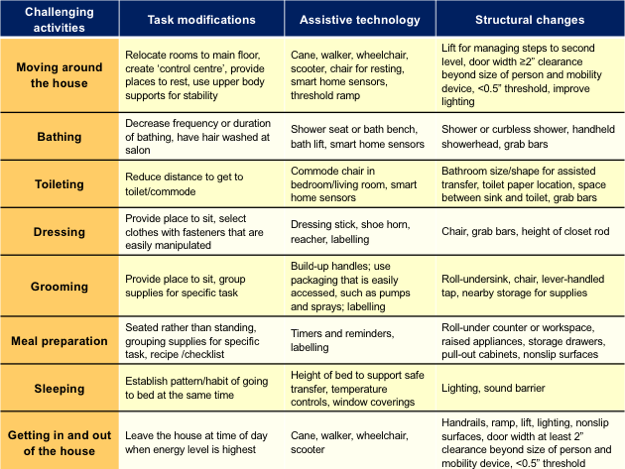 Challenging
activities
Task modifications
Assistive technology
Structural changes
Moving around
the house
Relocate rooms to main floor,
create ‘control centre’, provide
places to rest, use upper body
supports for stability
Cane, walker, wheelchair,
scooter, chair for resting,
smart home sensors,
threshold ramp
Lift for managing steps to second
level, door width ≥2” clearance
beyond size of person and mobility
device, <0.5” threshold, improve
lighting
Bathing
Decrease frequency or duration
of bathing, have hair washed at
salon
Shower seat or bath bench,
bath lift, smart home sensors
Shower or curbless shower, handheld
showerhead, grab bars
Toileting
Reduce distance to get to
toilet/commode
Commode chair in
bedroom/living room, smart
home sensors
Bathroom size/shape for assisted
transfer, toilet paper location, space
between sink and toilet, grab bars
Dressing
Provide place to sit, select
clothes with fasteners that are
easily manipulated
Dressing stick, shoe horn,
reacher, labelling
Chair, grab bars, height of closet rod
Grooming
Provide place to sit, group
supplies for specific task
Build-up handles; use
packaging that is easily
accessed, such as pumps
and sprays; labelling
Roll-undersink, chair, lever-handled
tap, nearby storage for supplies
Meal preparation
Seated rather than standing,
grouping supplies for specific
task, recipe /checklist
Timers and reminders,
labelling
Roll-under counter or workspace,
raised appliances, storage drawers,
pull-out cabinets, nonslip surfaces
Sleeping
Establish pattern/habit of going
to bed at the same time
Height of bed to support safe
transfer, temperature
controls, window coverings
Lighting, sound barrier
Getting in and out
of the house
Leave the house at time of day
when energy level is highest
Cane, walker, wheelchair,
scooter
Handrails, ramp, lift, lighting, nonslip
surfaces, door width at least 2”
clearance beyond size of person and
mobility device, <0.5” threshold